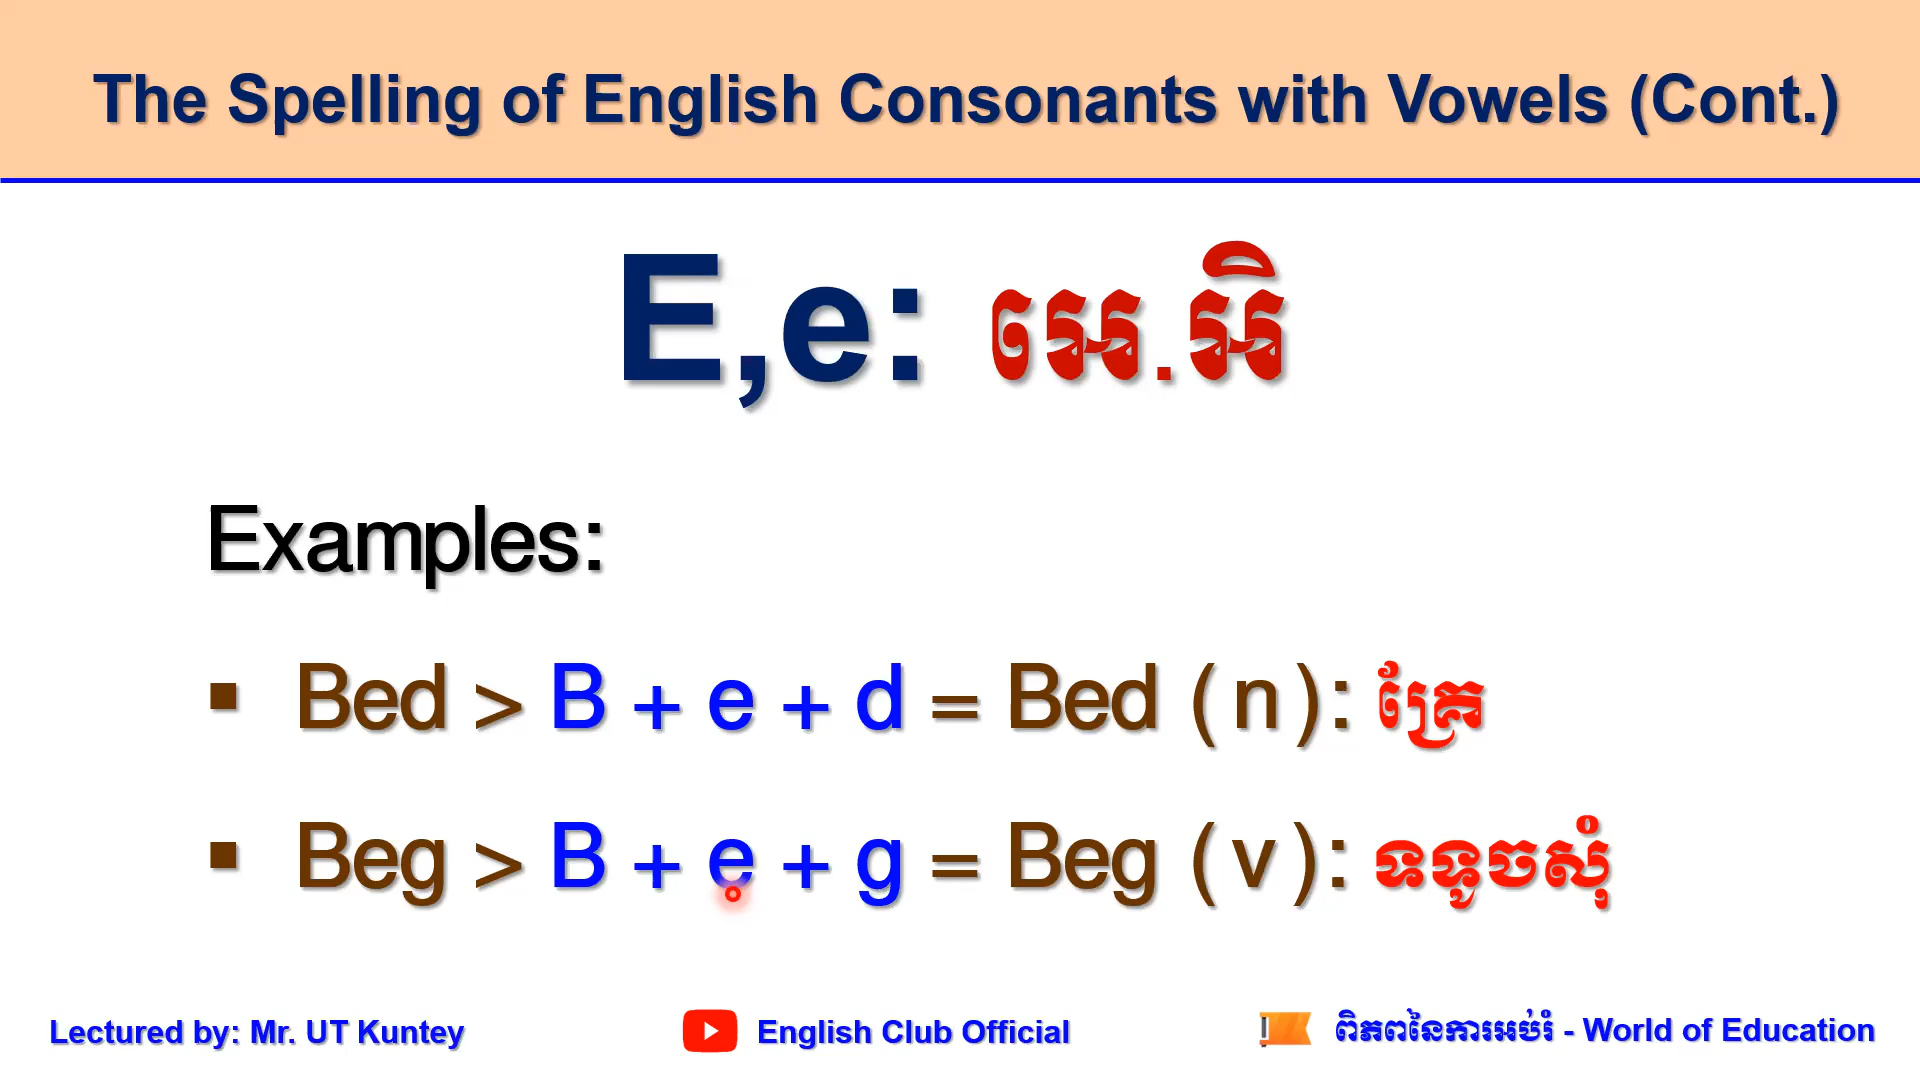 The Spelling of English Consonants with Vowels (Cont.)
E,e: អេ.អិ
Examples:
▪ Bed > B + e + d = Bed (n): គ្រែ
▪ Beg > B + e + g = Beg (v): ទទូចសុំ
Lectured by: Mr. UT Kuntey
English Club Official
ពិភពនៃការអប់រំ - World of Education